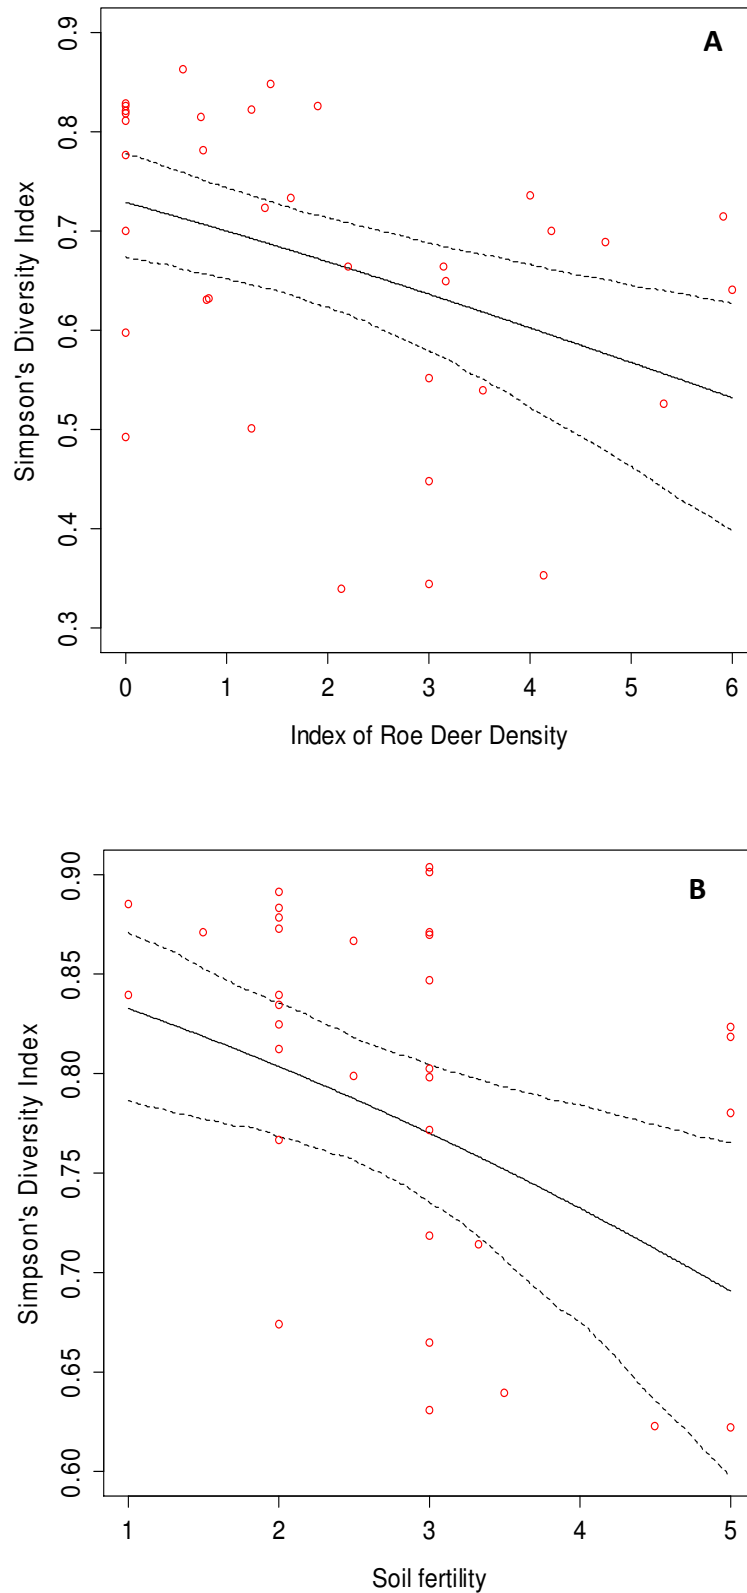 A
0.9
0.8
0.7
0.6
0.5
0.4
0.3
Simpson's Diversity Index
0 1 2 3 4 5 6
Index of Roe Deer Density
B
0.90
0.85
0.80
0.75
0.70
0.65
0.60
Simpson's Diversity Index
1 2 3 4 5
Soil fertility